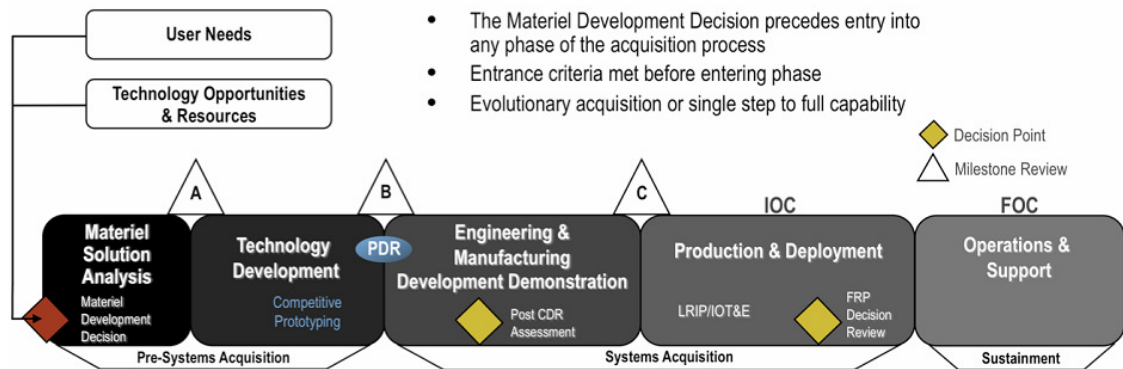 User Needs
Technology Opportunities
& Resources
• The Materiel Development Decision precedes entry into
any phase of the acquisition process
• Entrance criteria met before entering phase
• Evolutionary acquisition or single step to full capability
Decision Point
Milestone Review
A
B
C
IOC
FOC
Materiel
Solution
Analysis
Materiel
Development
Decision
Technology
Development
Competitive
Prototyping
PDR
Engineering &
Manufacturing
Development Demonstration
Post CDR
Assessment
Production & Deployment
LRIP/IOT&E
FRP
Decision
Review
Operations &
Support
Pre-Systems Acquisition
Systems Acquisition
Sustainment